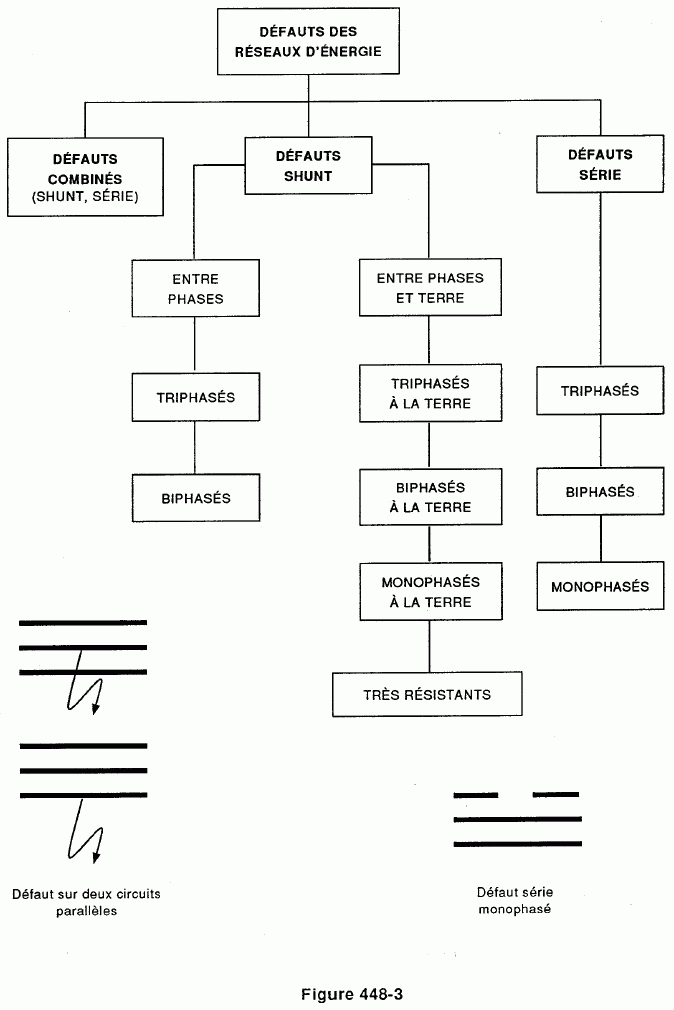 DÉFAUTS DES
RÉSEAUX D'ÉNERGIE
DÉFAUTS
COMBINÉS
(SHUNT, SÉRIE)
DÉFAUTS
SHUNT
DÉFAUTS
SÉRIE
ENTRE
PHASES
ENTRE PHASES
ET TERRE
TRIPHASÉS
TRIPHASÉS
À LA TERRE
TRIPHASÉS
BIPHASÉS
BIPHASÉS
À LA TERRE
BIPHASÉS
MONOPHASÉS
À LA TERRE
MONOPHASÉS
TRÈS RÉSISTANTS
Défaut sur deux circuits
parallèles
Défaut série
monophasé
Figure 448-3